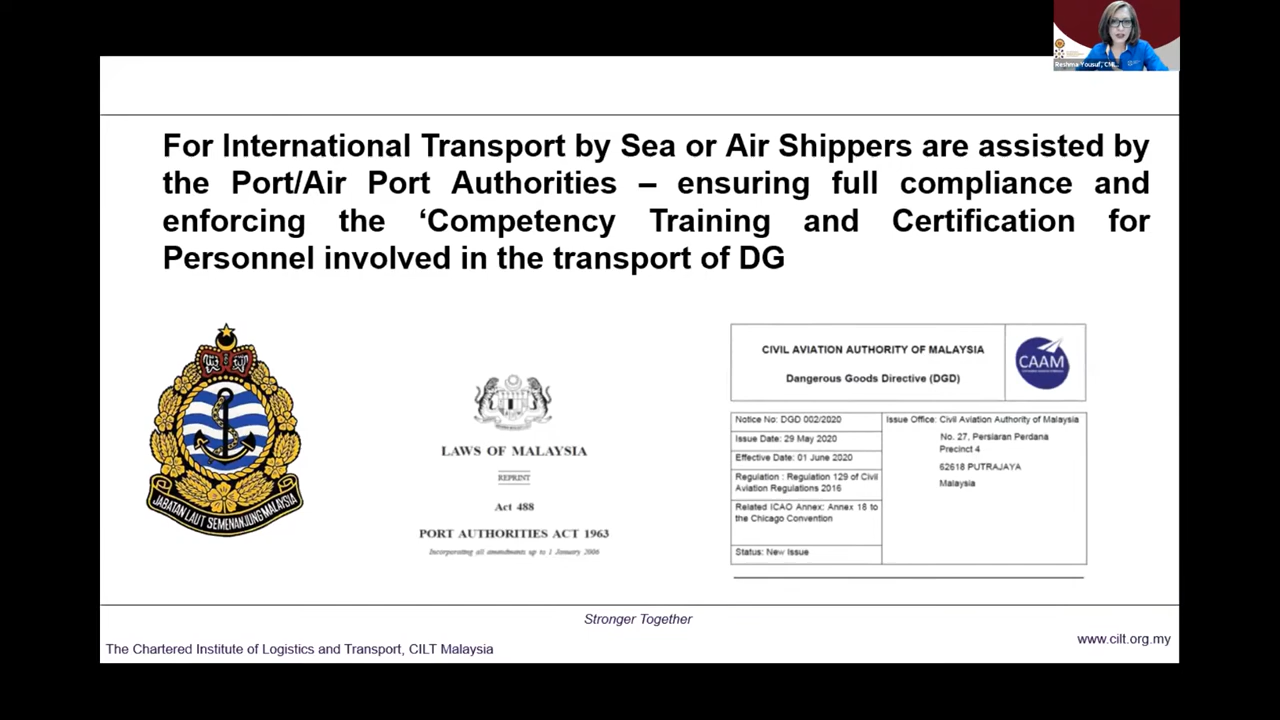 Reshma Yousuf, CMIL...
For International Transport by Sea or Air Shippers are assisted by
the Port/Air Port Authorities – ensuring full compliance and
enforcing the ‘Competency Training and Certification for
Personnel involved in the transport of DG
JABATAN LAUT SEMENANJUNG MALAYSIA
LAWS OF MALAYSIA
REPRINT
Act 488
PORT AUTHORITIES ACT 1963
Incorporating all amendments up to 1 January 2006
CIVIL AVIATION AUTHORITY OF MALAYSIA
Dangerous Goods Directive (DGD)
CAAM
Notice No: DGD 002/2020
Issue Date: 29 May 2020
Effective Date: 01 June 2020
Regulation : Regulation 129 of Civil
Aviation Regulations 2016
Related ICAO Annex: Annex 18 to
the Chicago Convention
Status: New Issue
Issue Office: Civil Aviation Authority of Malaysia
No. 27, Persiaran Perdana
Precinct 4
62618 PUTRAJAYA
Malaysia
Stronger Together
The Chartered Institute of Logistics and Transport, CILT Malaysia
www.cilt.org.my